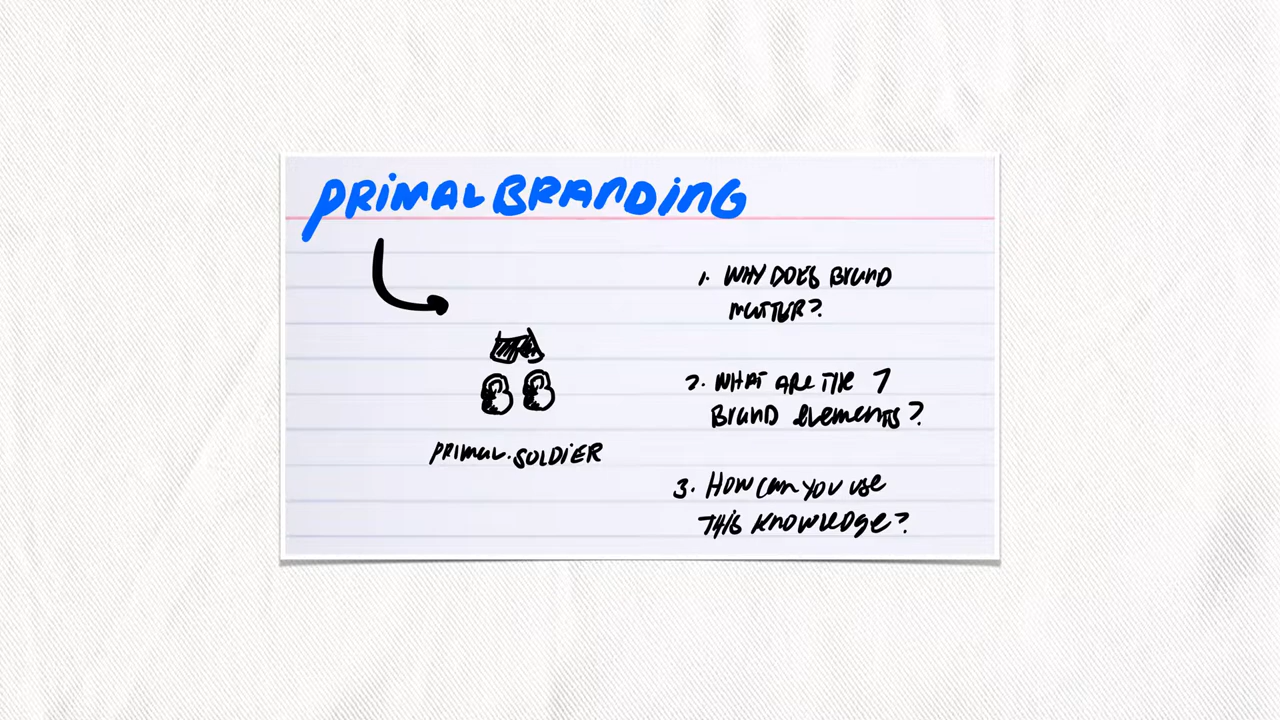 PRIMAL BRANDING
PRIMAL.SOLDIER
1. WHY DOES BRAND
MATTER?
2. WHAT ARE THE 7
BRAND ELEMENTS?
3. HOW CAN YOU USE
THIS KNOWLEDGE?